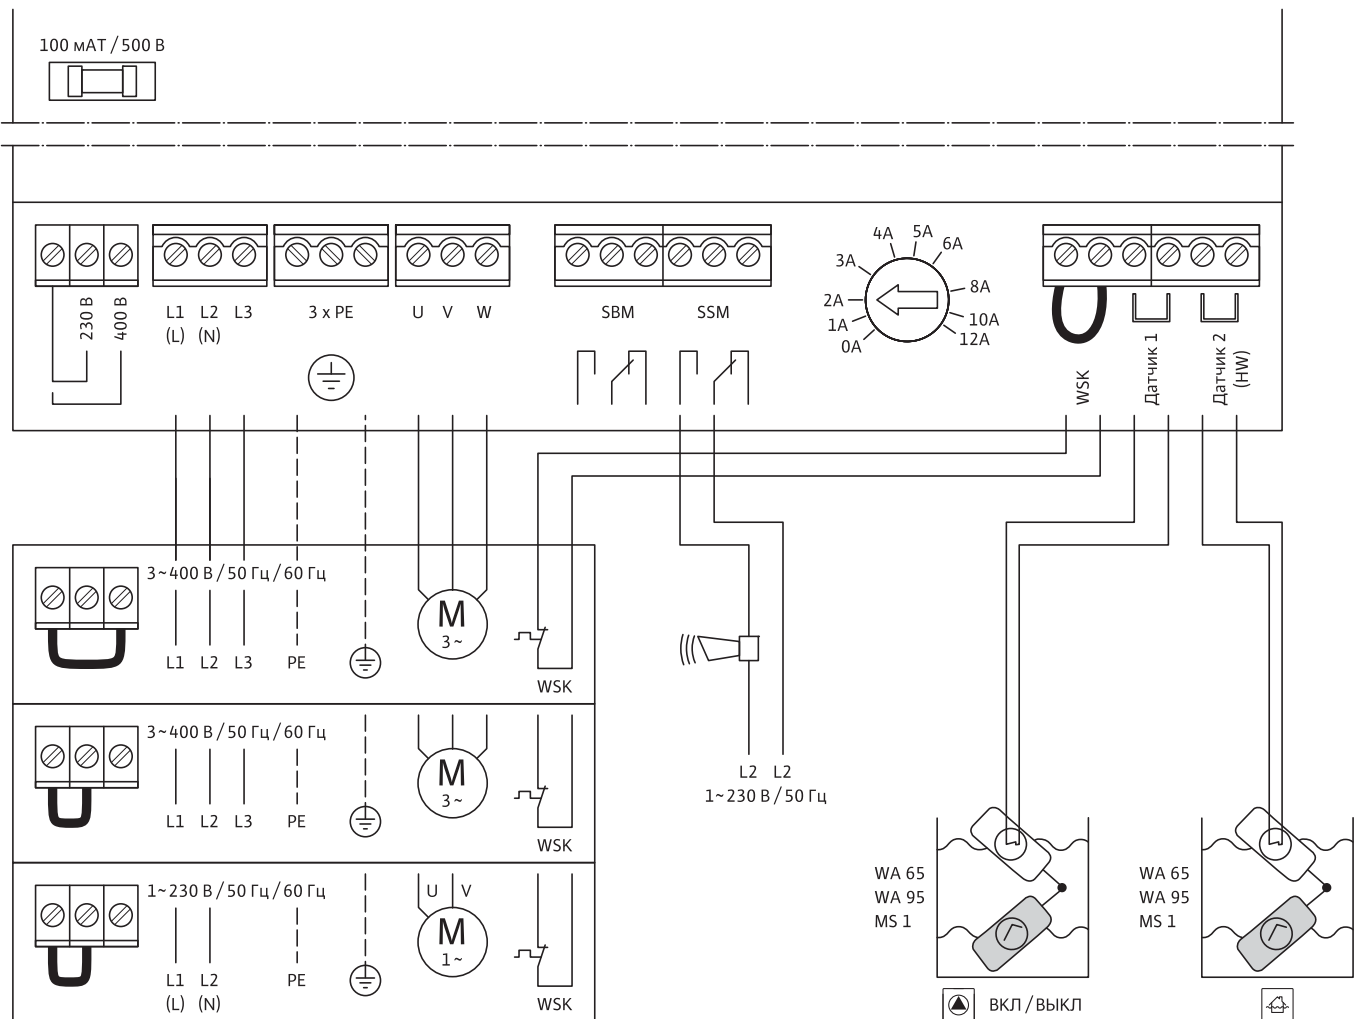 100 мАТ / 500 В
4A
5A
6A
3A
8A
2A
10A
1A
12A
0A
230 В
400 В
L1 L2 L3
(L) (N)
3 x PE
U V W
SBM
SSM
WSK
Датчик 1
Датчик 2
(HW)
3~400 В / 50 Гц / 60 Гц
M
3~
L1 L2 L3 PE
WSK
3~400 В / 50 Гц / 60 Гц
M
3~
L1 L2 L3 PE
WSK
1~230 В / 50 Гц / 60 Гц
U V
M
1~
L1 L2 PE
(L) (N)
WSK
L2 L2
1~230 В / 50 Гц
WA 65
WA 95
MS 1
ВКЛ / ВЫКЛ
WA 65
WA 95
MS 1